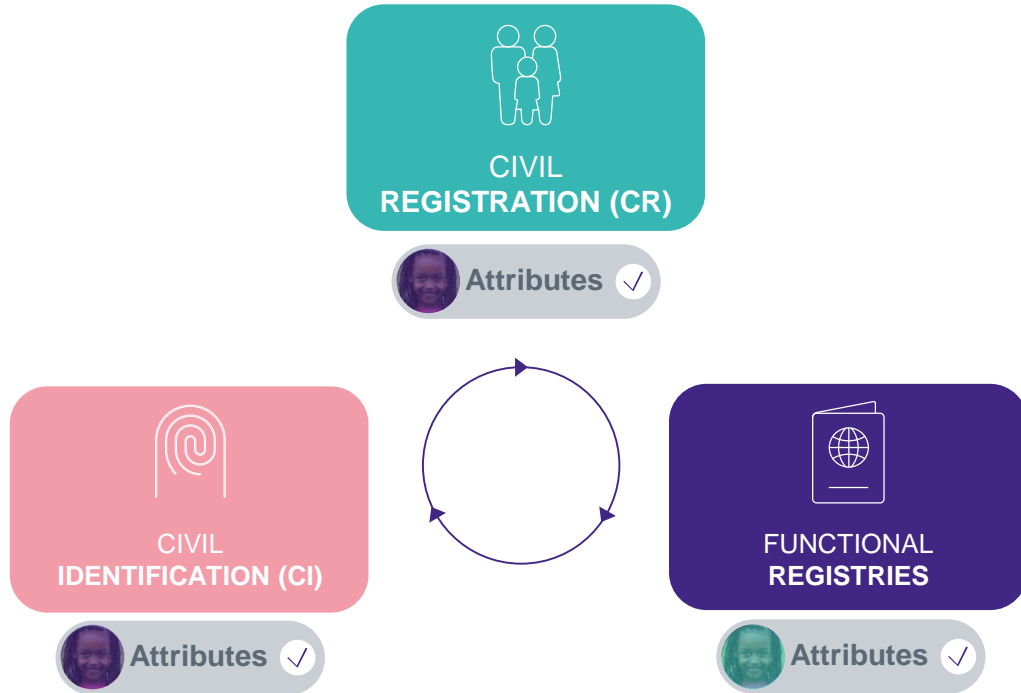 CIVIL
REGISTRATION (CR)
Attributes
CIVIL
IDENTIFICATION (CI)
Attributes
FUNCTIONAL
REGISTRIES
Attributes